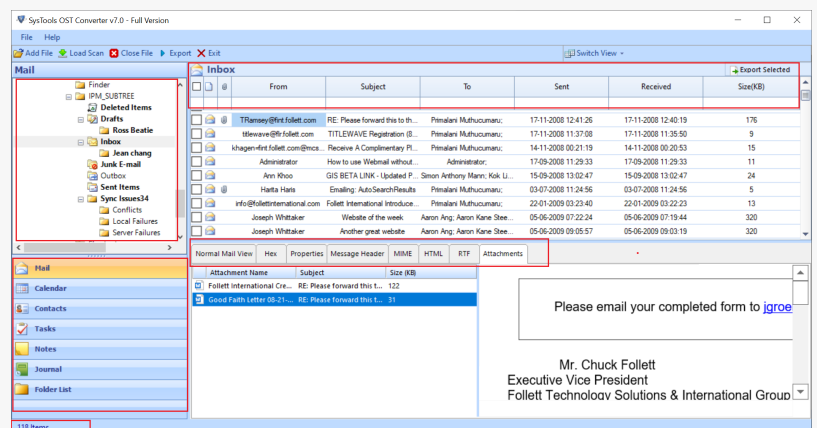 SysTools OST Converter v7.0 - Full Version
File Help
Add File Load Scan Close File Export Exit Switch View
Mail
Finder
IPM_SUBTREE
Deleted Items
Drafts
Ross Beatie
Inbox
Jean chang
Junk E-mail
Outbox
Sent Items
Sync Issues34
Conflicts
Local Failures
Server Failures
Mail
Calendar
Contacts
Tasks
Notes
Journal
Folder List
118 items
Inbox Export Selected
From Subject To Sent Received Size(KB)
TRamsey@fint.follett.com RE: Please forward this to th... Primalani Muthucumaru; 17-11-2008 12:41:26 17-11-2008 12:40:19 176
titlewave@flr.follett.com TITLEWAVE Registration (8... Primalani Muthucumaru; 17-11-2008 11:37:08 17-11-2008 11:35:50 9
khagen=fint.follett.com@mcs... Receive A Complimentary Pl... Primalani Muthucumaru; 14-11-2008 00:21:19 14-11-2008 00:20:53 15
Administrator How to use Webmail without... Administrator; 17-09-2008 11:29:33 17-09-2008 11:29:33 11
Ann Khoo GIS BETA LINK - Updated P... Simon Anthony Mann; Kok Li... 15-09-2008 13:02:47 15-09-2008 13:02:47 24
Harita Haris Emailing: AutoSearchResults Primalani Muthucumaru; 03-07-2008 11:24:56 03-07-2008 11:24:56 5
info@follettinternational.com Follett International Introduce... Primalani Muthucumaru; 22-01-2009 03:23:40 22-01-2009 03:22:23 13
Joseph Whittaker Website of the week Aaron Ang; Aaron Kane Stee... 05-06-2009 07:22:24 05-06-2009 07:19:44 320
Joseph Whittaker Another great website Aaron Ang; Aaron Kane Stee... 05-06-2009 09:05:57 05-06-2009 09:03:19 320
Normal Mail View Hex Properties Message Header MIME HTML RTF Attachments
Attachment Name Subject Size (KB)
Follett International Cre... RE: Please forward this t... 122
Good Faith Letter 08-21-... RE: Please forward this t... 31
Please email your completed form to jgroe
Mr. Chuck Follett
Executive Vice President
Follett Technology Solutions & International Group